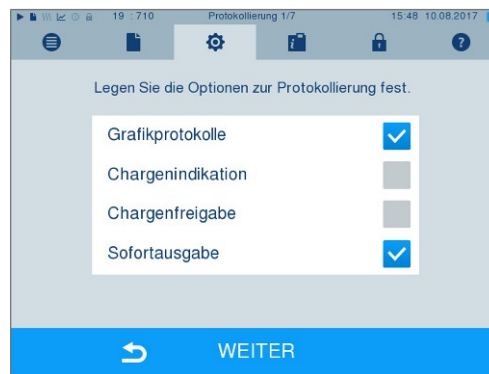 19 :710 Protokollierung 1/7 15:48 10.08.2017
Legen Sie die Optionen zur Protokollierung fest.
Grafikprotokolle
Chargenindikation
Chargenfreigabe
Sofortausgabe
WEITER